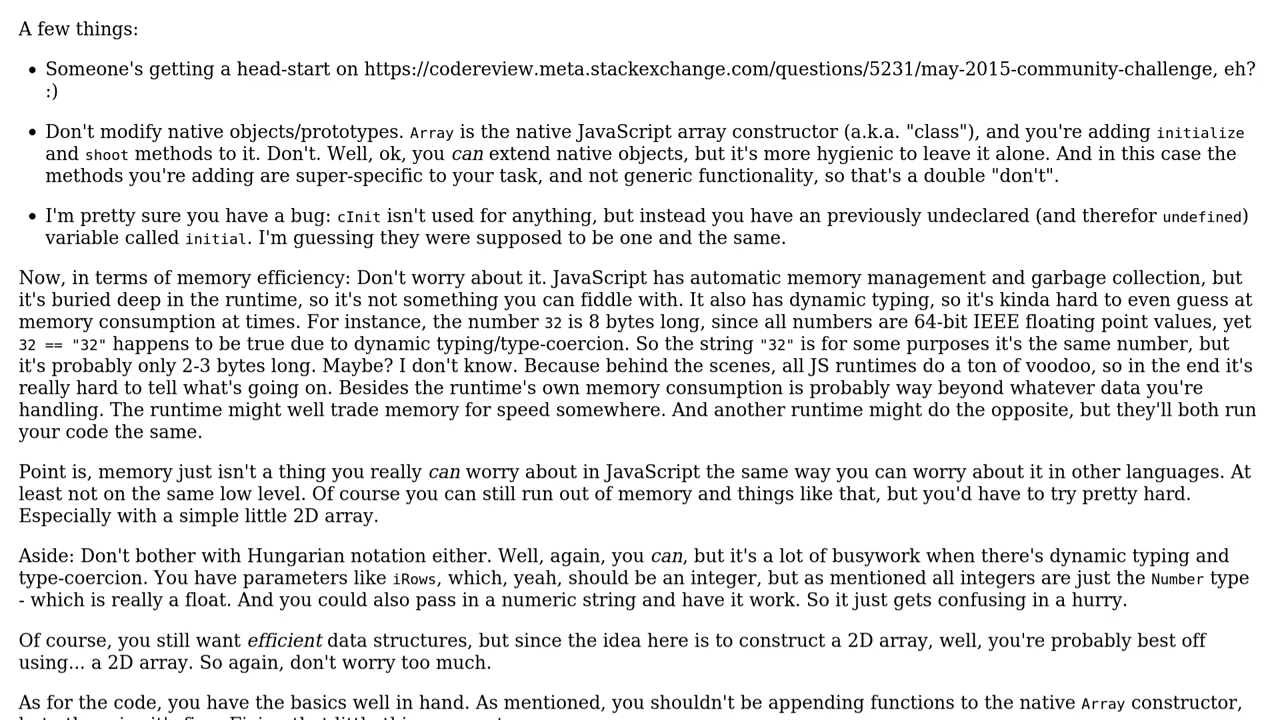 A few things:
Someone's getting a head-start on https://codereview.meta.stackexchange.com/questions/5231/may-2015-community-challenge, eh?
:)
Don't modify native objects/prototypes. Array is the native JavaScript array constructor (a.k.a. "class"), and you're adding initialize
and shoot methods to it. Don't. Well, ok, you can extend native objects, but it's more hygienic to leave it alone. And in this case the
methods you're adding are super-specific to your task, and not generic functionality, so that's a double "don't".
I'm pretty sure you have a bug: cInit isn't used for anything, but instead you have an previously undeclared (and therefor undefined)
variable called initial. I'm guessing they were supposed to be one and the same.
Now, in terms of memory efficiency: Don't worry about it. JavaScript has automatic memory management and garbage collection, but
it's buried deep in the runtime, so it's not something you can fiddle with. It also has dynamic typing, so it's kinda hard to even guess at
memory consumption at times. For instance, the number 32 is 8 bytes long, since all numbers are 64-bit IEEE floating point values, yet
32 == "32" happens to be true due to dynamic typing/type-coercion. So the string "32" is for some purposes it's the same number, but
it's probably only 2-3 bytes long. Maybe? I don't know. Because behind the scenes, all JS runtimes do a ton of voodoo, so in the end it's
really hard to tell what's going on. Besides the runtime's own memory consumption is probably way beyond whatever data you're
handling. The runtime might well trade memory for speed somewhere. And another runtime might do the opposite, but they'll both run
your code the same.
Point is, memory just isn't a thing you really can worry about in JavaScript the same way you can worry about it in other languages. At
least not on the same low level. Of course you can still run out of memory and things like that, but you'd have to try pretty hard.
Especially with a simple little 2D array.
Aside: Don't bother with Hungarian notation either. Well, again, you can, but it's a lot of busywork when there's dynamic typing and
type-coercion. You have parameters like iRows, which, yeah, should be an integer, but as mentioned all integers are just the Number type
- which is really a float. And you could also pass in a numeric string and have it work. So it just gets confusing in a hurry.
Of course, you still want efficient data structures, but since the idea here is to construct a 2D array, well, you're probably best off
using... a 2D array. So again, don't worry too much.
As for the code, you have the basics well in hand. As mentioned, you shouldn't be appending functions to the native Array constructor,